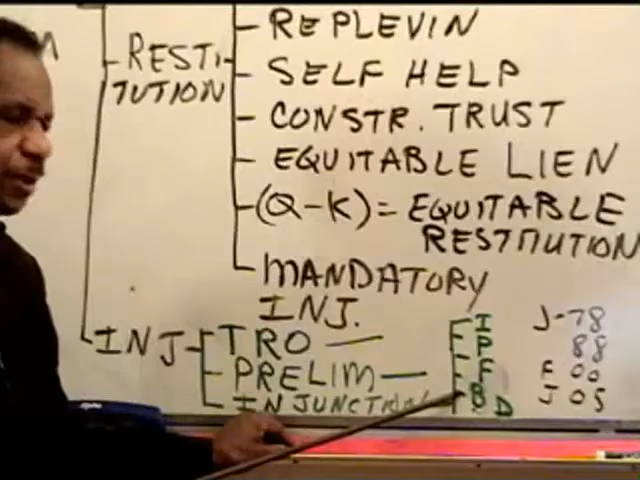 REPLEVIN
RESTI-
TUTION
SELF HELP
CONSTR. TRUST
EQUITABLE LIEN
(Q-K) = EQUITABLE
RESTITUTION
MANDATORY
INJ.
INJ
TRO
PRELIM
INJUNCTION
I
P
F
B D
J-78
88
F 00
J 05